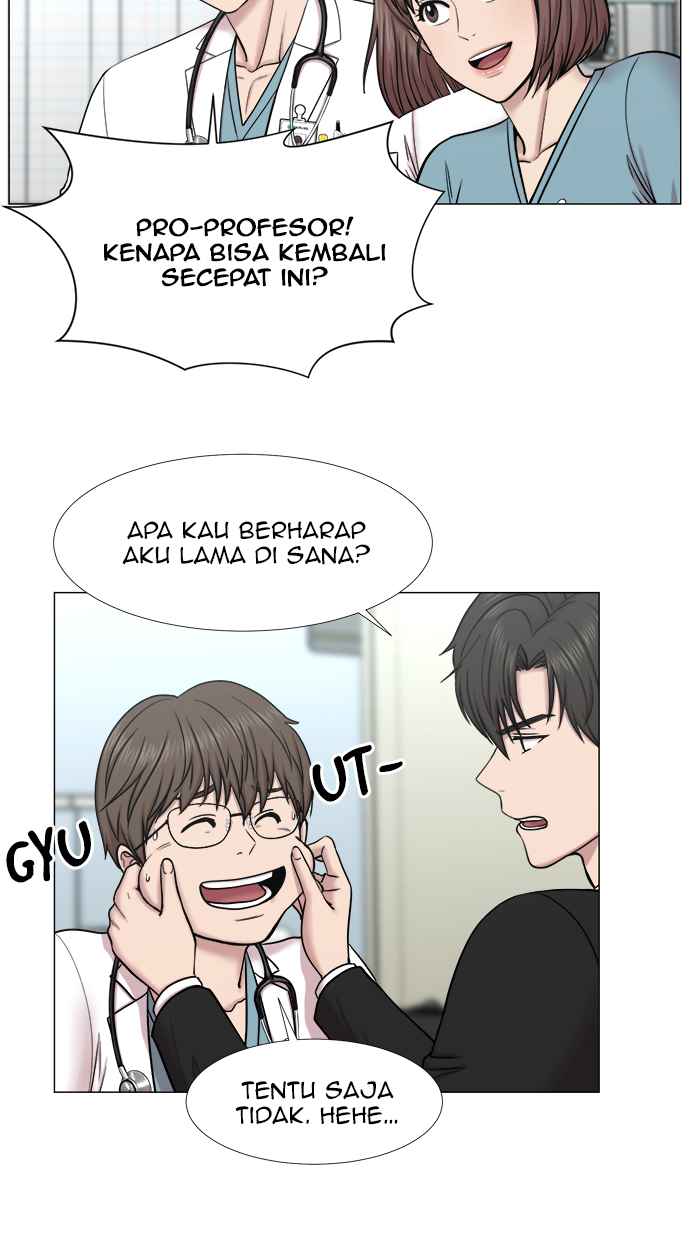 PRO-PROFESOR!
KENAPA BISA KEMBALI
SECEPAT INI?
APA KAU BERHARAP
AKU LAMA DI SANA?
UT-
GYU
TENTU SAJA
TIDAK. HEHE...